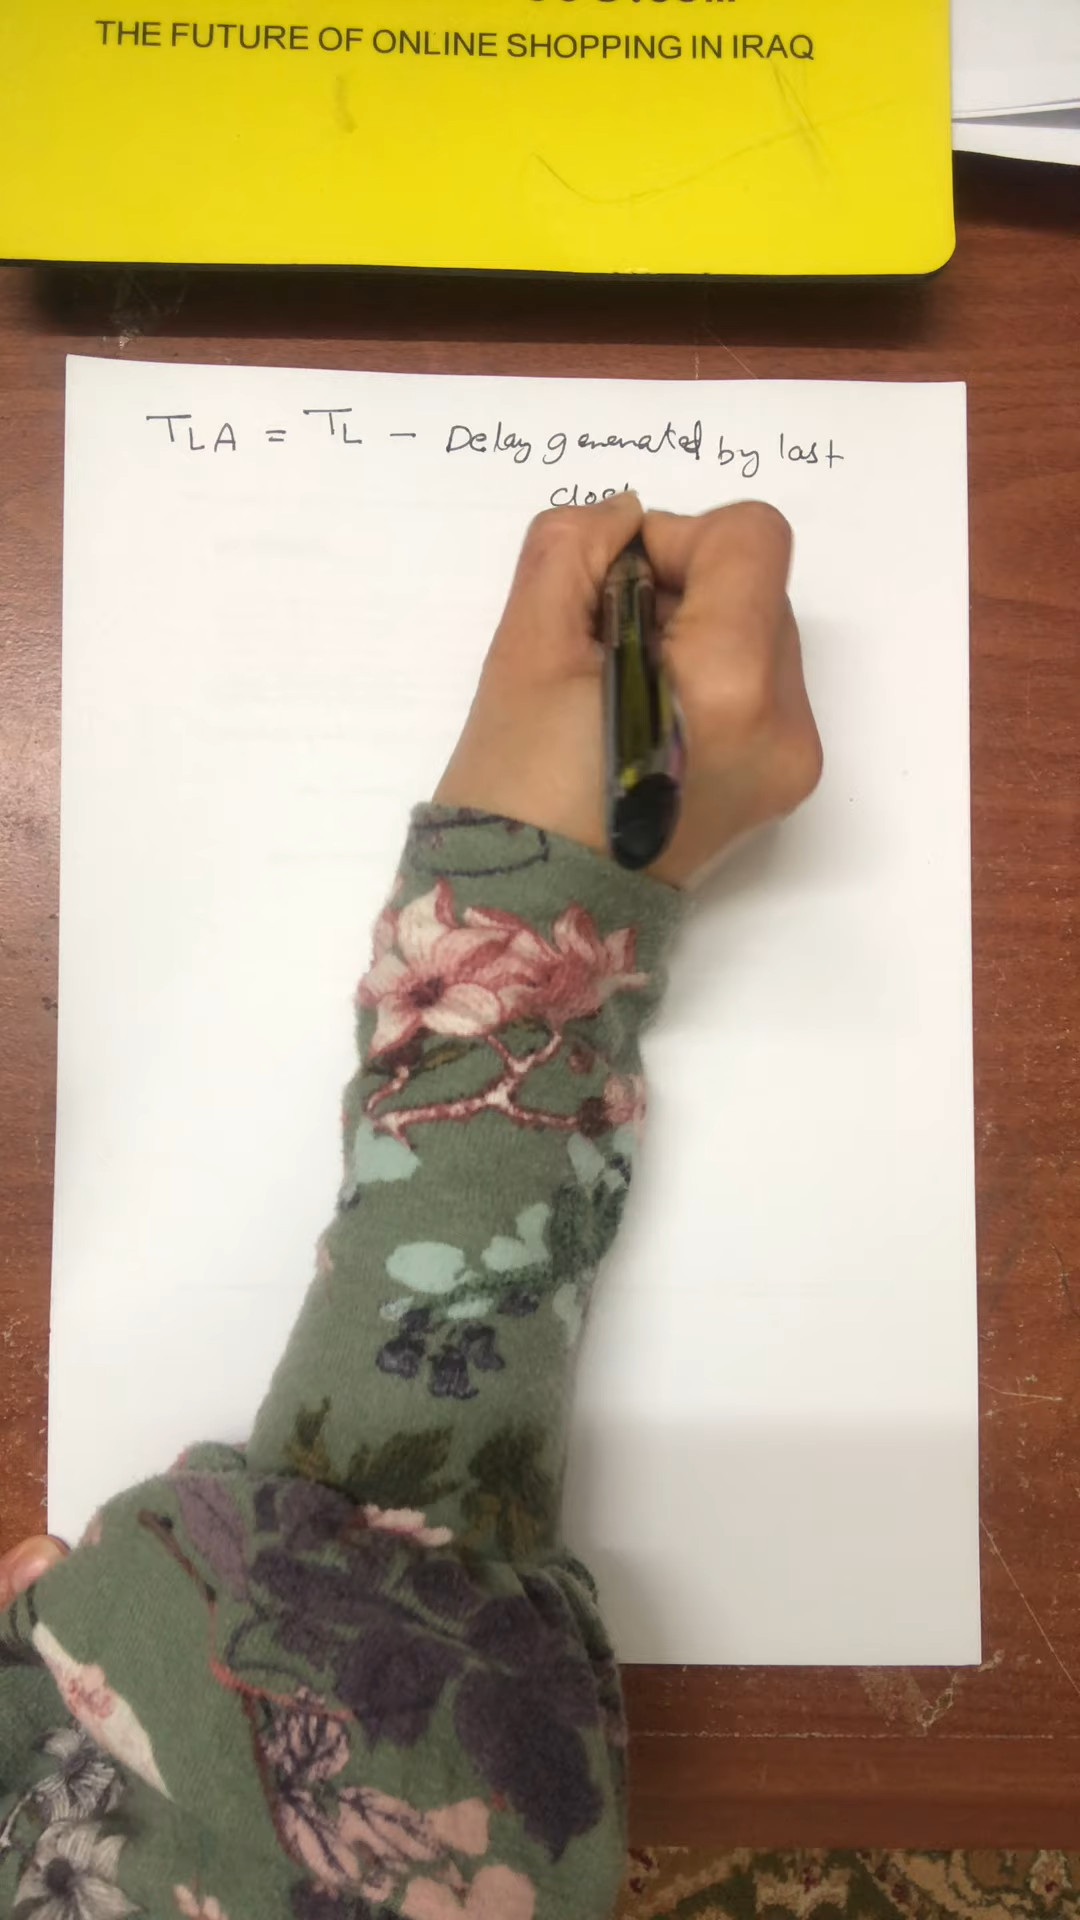 THE FUTURE OF ONLINE SHOPPING IN IRAQ
TLA = TL - Delay generated by last